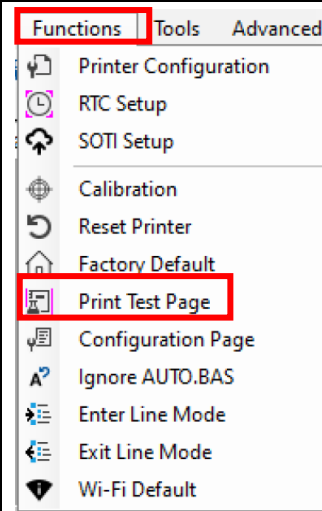 Functions Tools Advanced
Printer Configuration
RTC Setup
SOTI Setup
Calibration
Reset Printer
Factory Default
Print Test Page
Configuration Page
Ignore AUTO.BAS
Enter Line Mode
Exit Line Mode
Wi-Fi Default